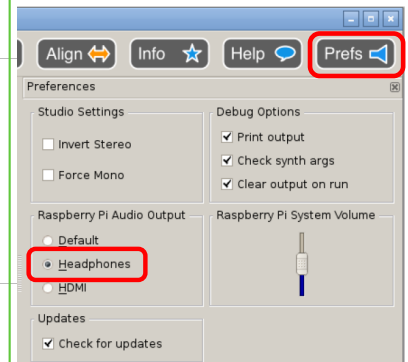 Align Info Help Prefs
Preferences
Studio Settings
Invert Stereo
Force Mono
Debug Options
Print output
Check synth args
Clear output on run
Raspberry Pi Audio Output
Default
Headphones
HDMI
Raspberry Pi System Volume
Updates
Check for updates